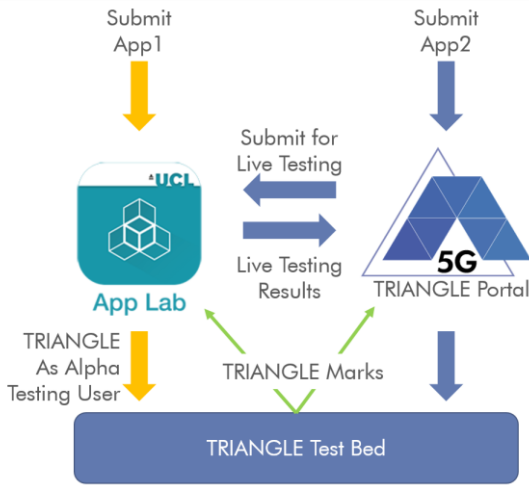 Submit
App1
Submit
App2
Submit for
Live Testing
UCL
App Lab
Live Testing
Results
5G
TRIANGLE Portal
TRIANGLE
As Alpha
Testing User
TRIANGLE Marks
TRIANGLE Test Bed